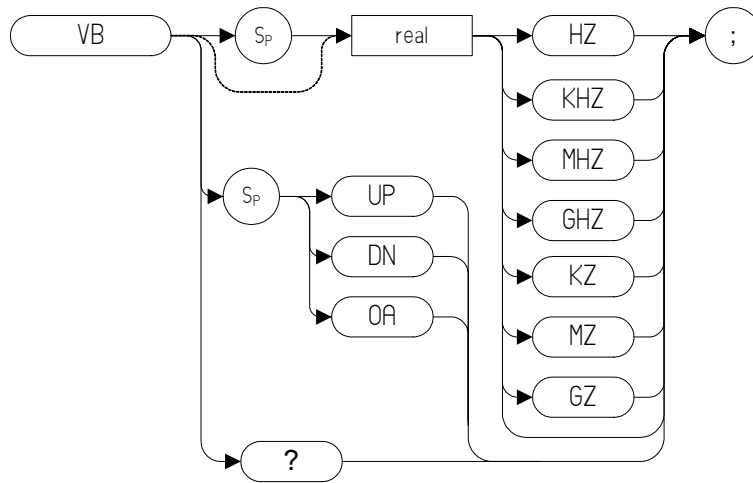 VB SP real HZ ;
KHZ
MHZ
SP UP GHZ
DN KZ
OA MZ
GZ
?